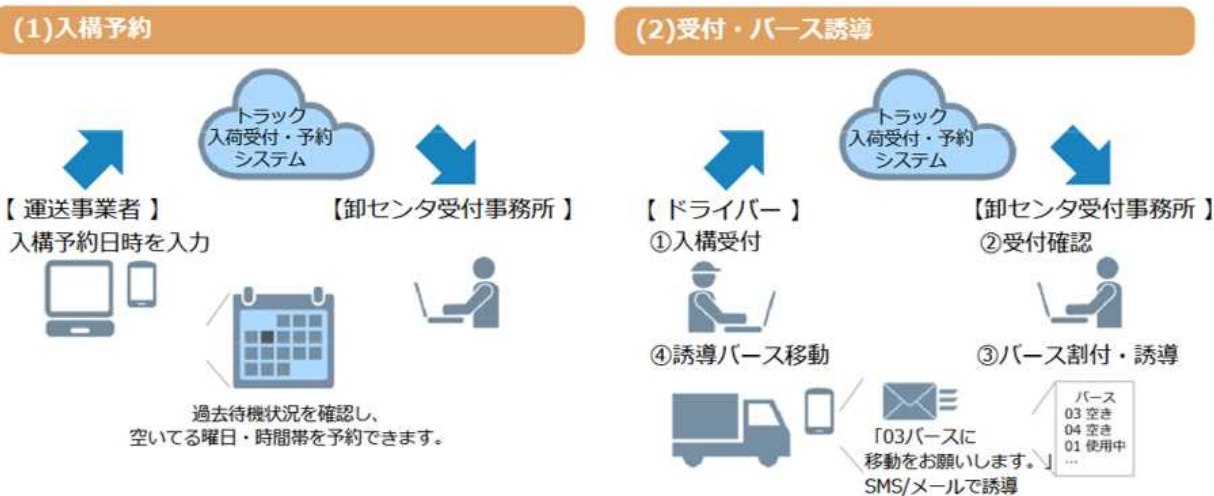 (1)入構予約
トラック
入荷受付・予約
システム
【 運送事業者 】
入構予約日時を入力
【卸センタ受付事務所 】
過去待機状況を確認し、
空いてる曜日・時間帯を予約できます。
(2)受付・バース誘導
トラック
入荷受付・予約
システム
【 ドライバー 】
①入構受付
【卸センタ受付事務所 】
②受付確認
④誘導バース移動
③バース割付・誘導
「03バースに
移動をお願いします。」
SMS/メールで誘導
バース
03 空き
04 空き
01 使用中
…